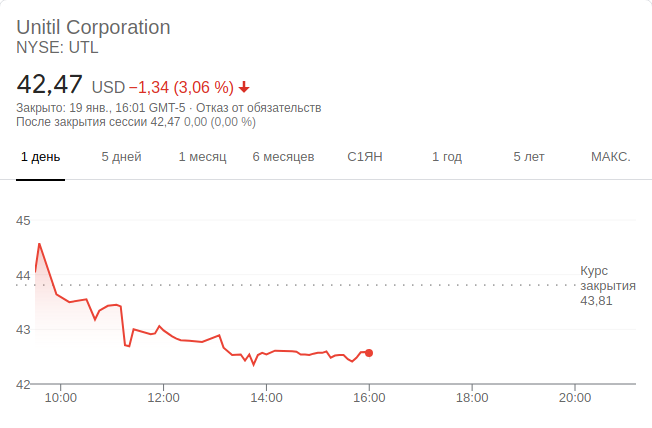 Unitil Corporation
NYSE: UTL
42,47 USD −1,34 (3,06 %)
Закрыто: 19 янв., 16:01 GMT-5 · Отказ от обязательств
После закрытия сессии 42,47 0,00 (0,00 %)
1 день 5 дней 1 месяц 6 месяцев С1ЯН 1 год 5 лет МАКС.
45
44
43
42
Курс
закрытия
43,81
10:00 12:00 14:00 16:00 18:00 20:00